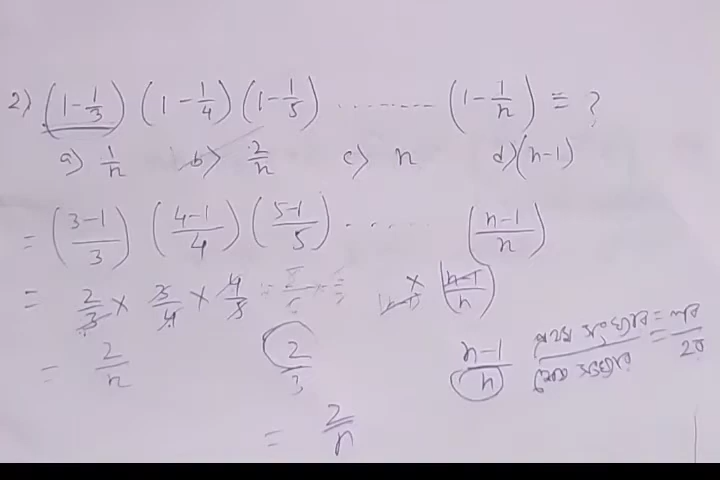 2) (1-1/3) (1-1/4) (1-1/5) ........... (1-1/n) = ?
a) 1/n b) 2/n c) n d) (n-1)
= (3-1/3) (4-1/4) (5-1/5) ...... (n-1/n)
= 2/3 × 3/4 × 4/5 × n-1/n
= 2/n 2/3 n-1/n
= 2/n